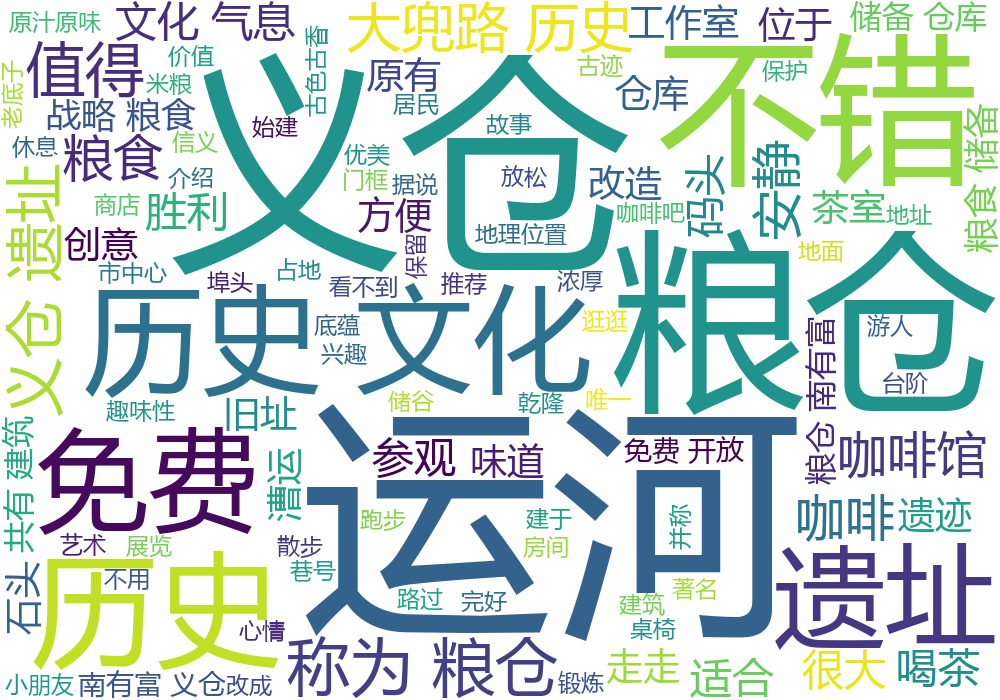 原汁原味
文化 气息
大兜路 历史
工作室
位于
储备 仓库
值得
价值
米粮
古色古香
原有
居民
古迹
仓库
不错
保护
老底子
战略 粮食
义仓
始建
故事
休息
粮食
信义
优美
门框
据说
放松
改造
码头
安静
粮食 储备
介绍
商店
胜利
方便
咖啡吧
茶室
地址
义仓 遗址
创意
地理位置
保留
地面
市中心
埠头
占地
看不到
推荐
浓厚
粮仓
历史
文化
底蕴
兴趣
逛逛
南有富
游人
台阶
趣味性
旧址
储谷
乾隆
唯一
共有 建筑
免费
漕运
运河
参观
味道
免费 开放
粮仓
咖啡馆
跑步
建于
并称
咖啡
遗迹
艺术
展览
散步
房间
石头
不用
历史
巷号
路过
完好
著名
建筑
遗址
心情
桌椅
小朋友
南有富 义仓
改成
称为 粮仓
锻炼
走走
适合
很大
喝茶